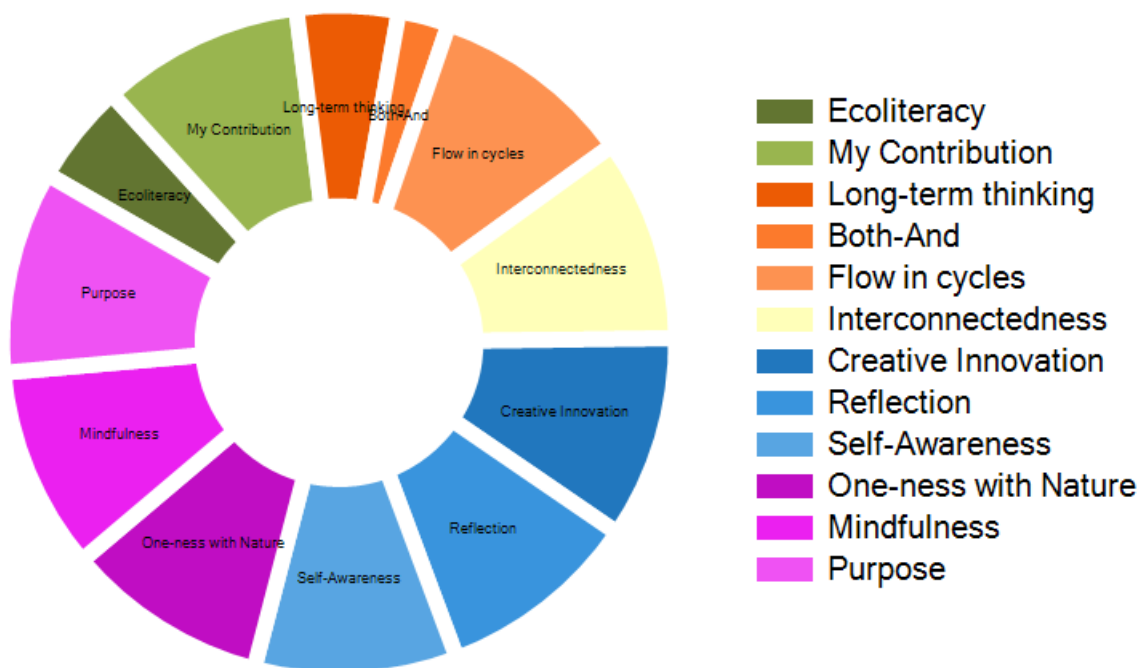 Long-term thinking
Both-And
My Contribution
Flow in cycles
Ecoliteracy
Interconnectedness
Purpose
Creative Innovation
Mindfulness
Reflection
One-ness with Nature
Self-Awareness
Ecoliteracy
My Contribution
Long-term thinking
Both-And
Flow in cycles
Interconnectedness
Creative Innovation
Reflection
Self-Awareness
One-ness with Nature
Mindfulness
Purpose